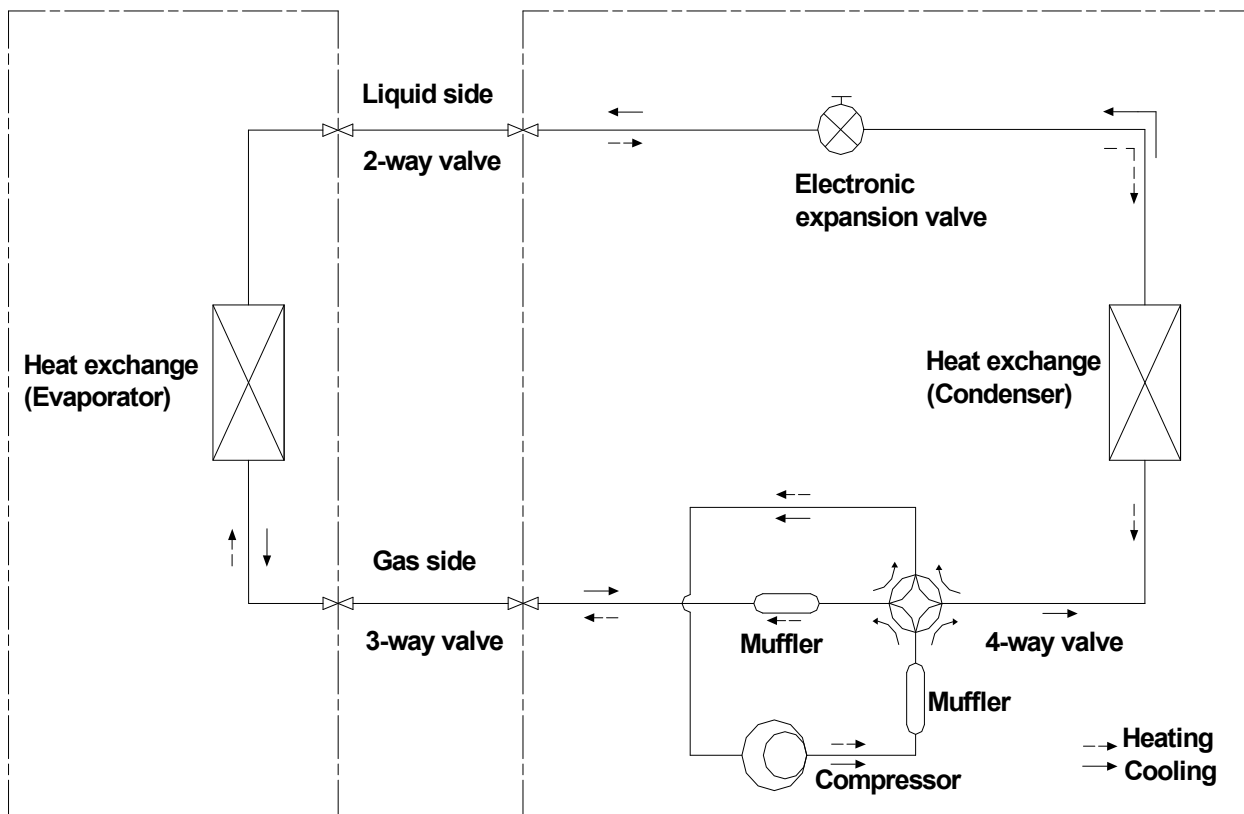 Liquid side
2-way valve
Electronic
expansion valve
Heat exchange
(Evaporator)
Heat exchange
(Condenser)
Gas side
3-way valve
Muffler
4-way valve
Muffler
Compressor
Heating
Cooling